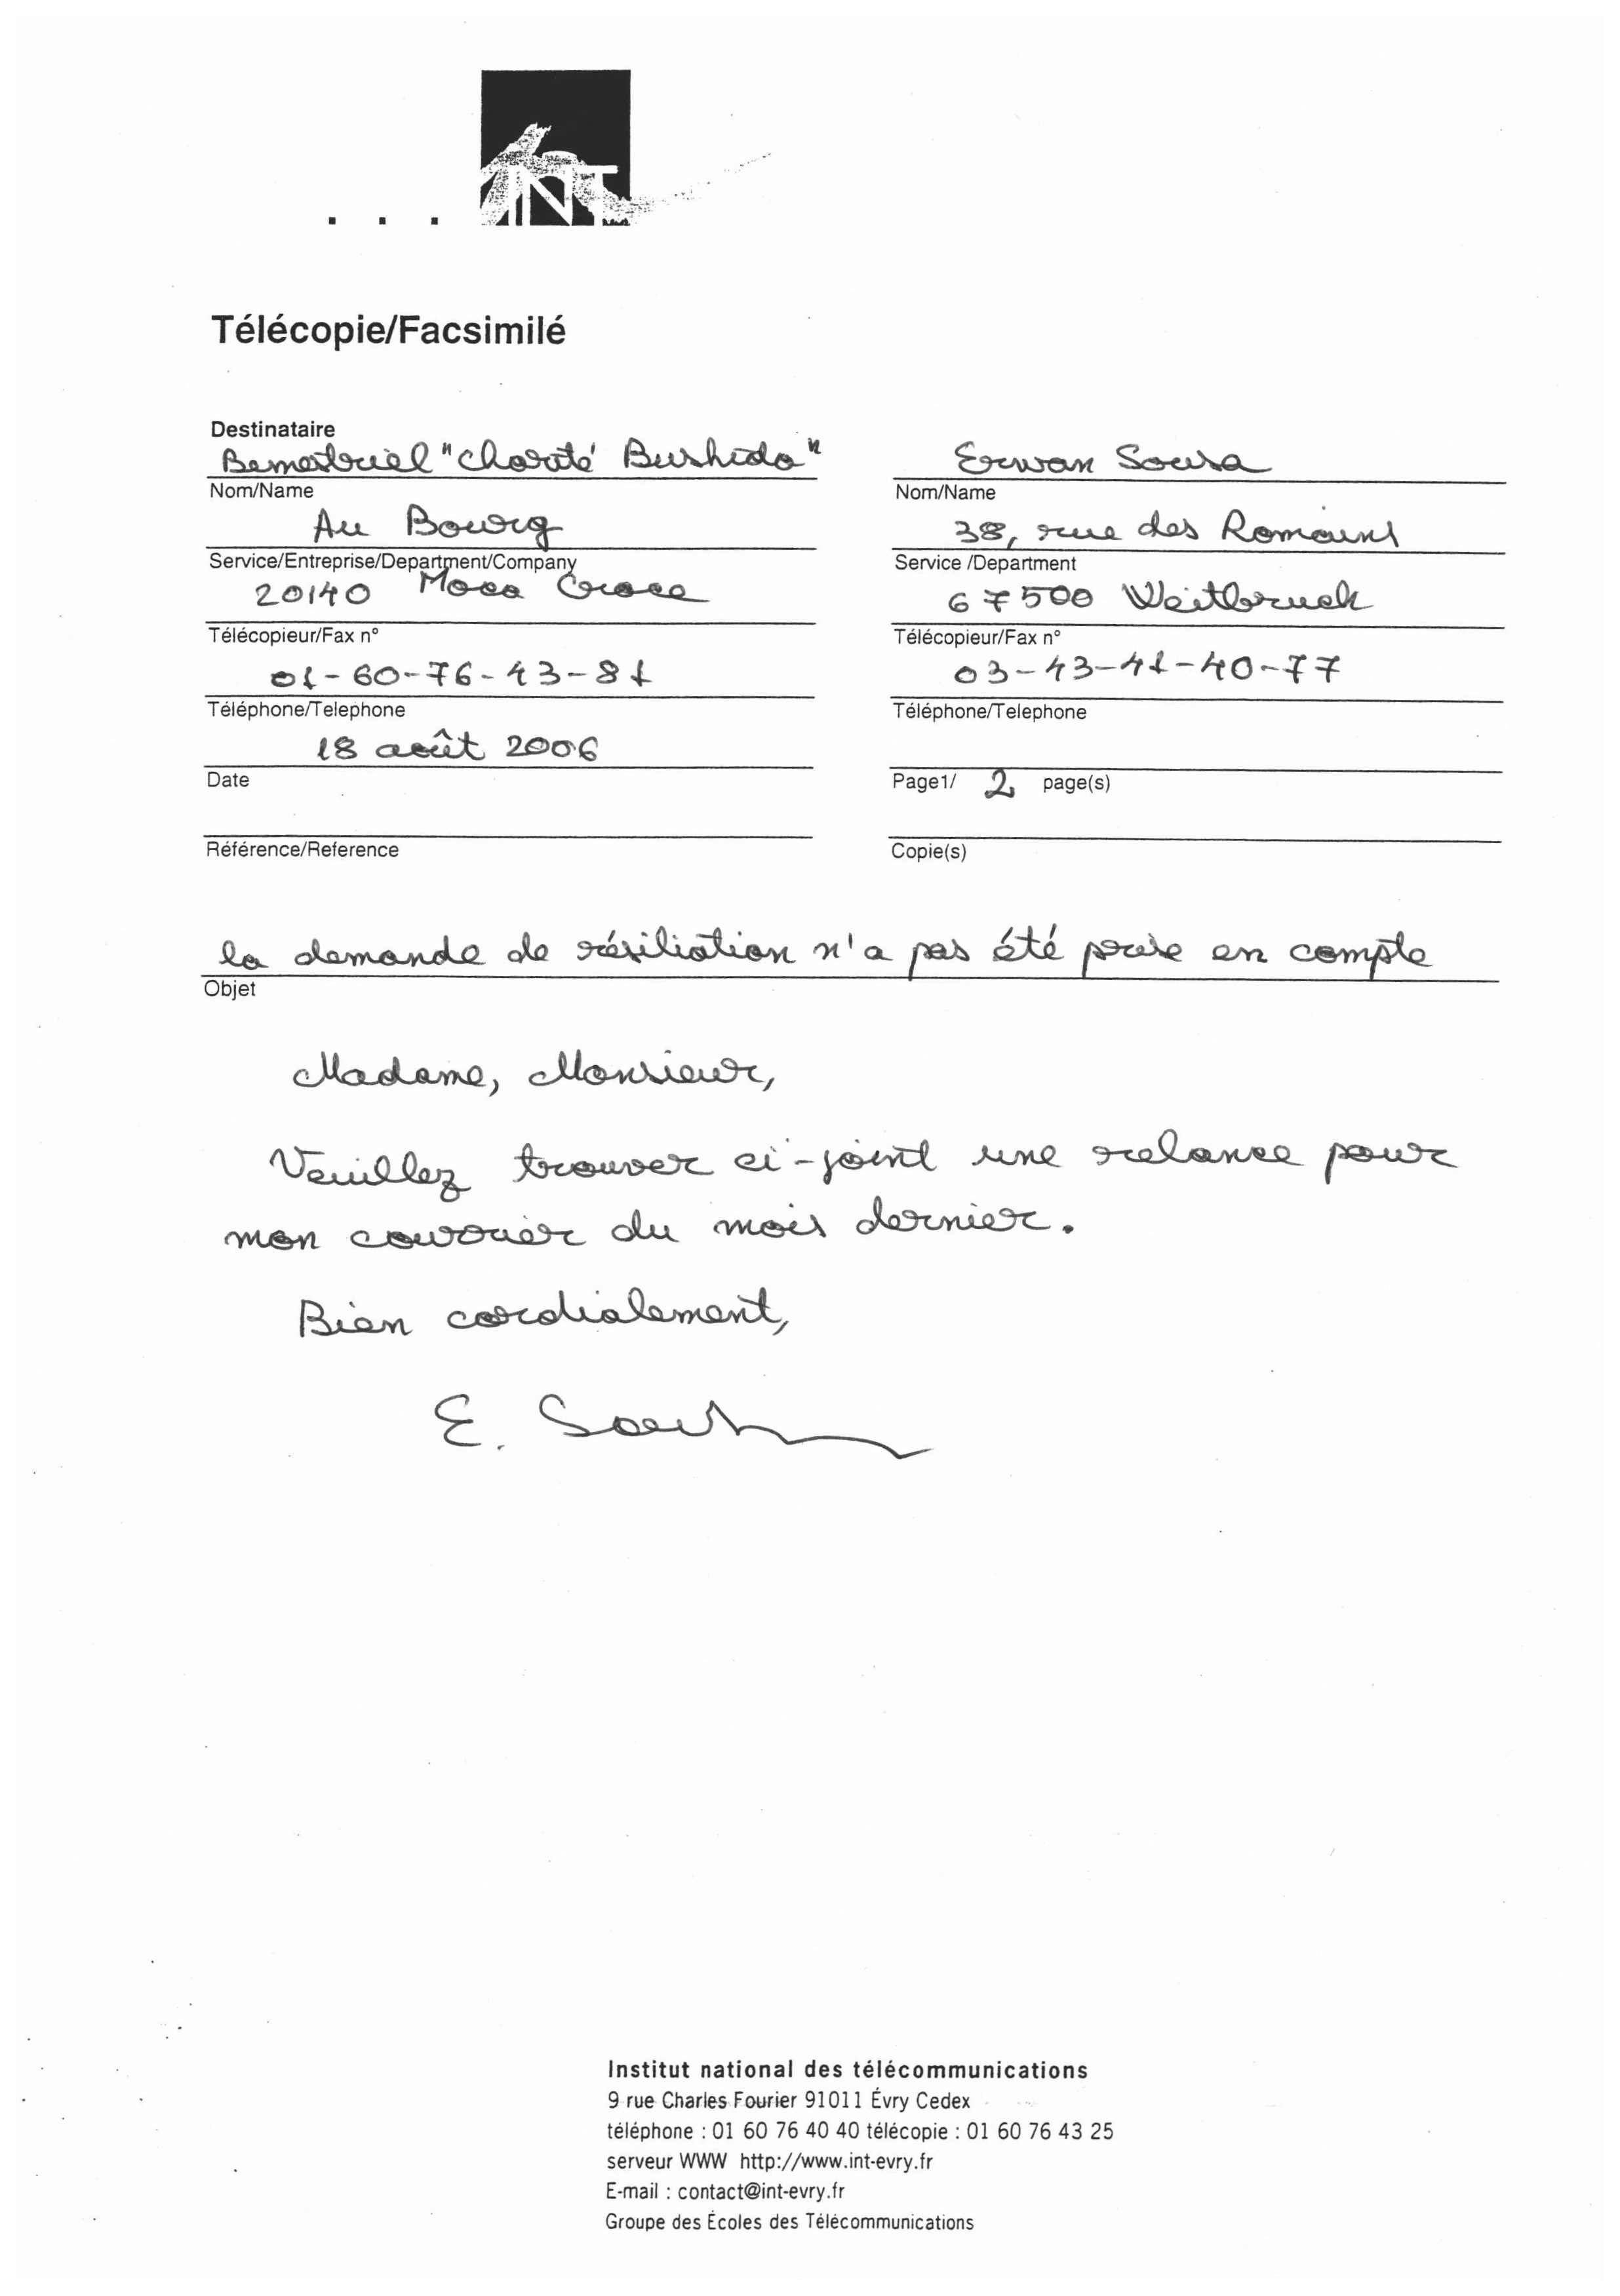 INT
Télécopie/Facsimilé
Destinataire
Bimestriel "Charité Bushido"
Nom/Name
Au Bourg
Service/Entreprise/Department/Company
20140 Moca Croce
Télécopieur/Fax n°
01-60-76-43-81
Téléphone/Telephone
18 août 2006
Date
Référence/Reference
Erwan Sousa
Nom/Name
38, rue des Romains
Service /Department
67500 Weitbruch
Télécopieur/Fax n°
03-43-41-40-77
Téléphone/Telephone
Page1/ 2 page(s)
Copie(s)
la demande de résiliation n'a pas été prise en compte
Objet
Madame, Monsieur,
Veuillez trouver ci-joint une relance pour
mon courrier du mois dernier.
Bien cordialement,
E. Sousa
Institut national des télécommunications
9 rue Charles Fourier 91011 Évry Cedex
téléphone : 01 60 76 40 40 télécopie : 01 60 76 43 25
serveur WWW http://www.int-evry.fr
E-mail : contact@int-evry.fr
Groupe des Écoles des Télécommunications